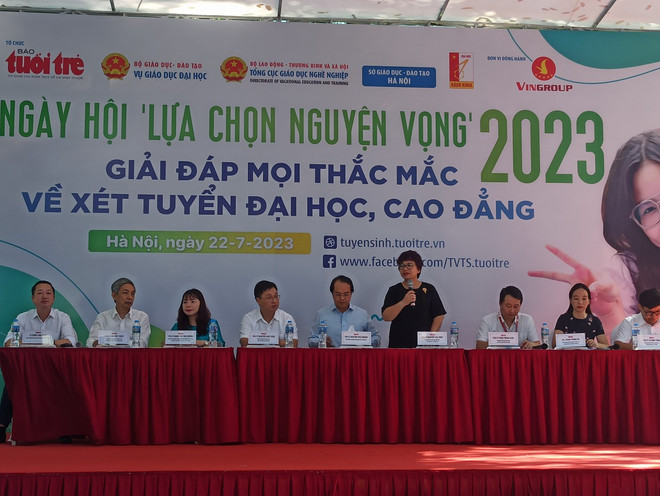 TỔ CHỨC
BÁO
tuổi trẻ
BỘ GIÁO DỤC - ĐÀO TẠO
VỤ GIÁO DỤC ĐẠI HỌC
BỘ LAO ĐỘNG - THƯƠNG BINH VÀ XÃ HỘI
TỔNG CỤC GIÁO DỤC NGHỀ NGHIỆP
DIRECTORATE OF VOCATIONAL EDUCATION AND TRAINING
SỞ GIÁO DỤC - ĐÀO TẠO
HÀ NỘI
BÁCH KHOA
ĐƠN VỊ ĐỒNG HÀNH
VINGROUP
NGÀY HỘI 'LỰA CHỌN NGUYỆN VỌNG' 2023
GIẢI ĐÁP MỌI THẮC MẮC
VỀ XÉT TUYỂN ĐẠI HỌC, CAO ĐẲNG
Hà Nội, ngày 22-7-2023
tuyensinh.tuoitre.vn
www.facebook.com/TVTS.tuoitre